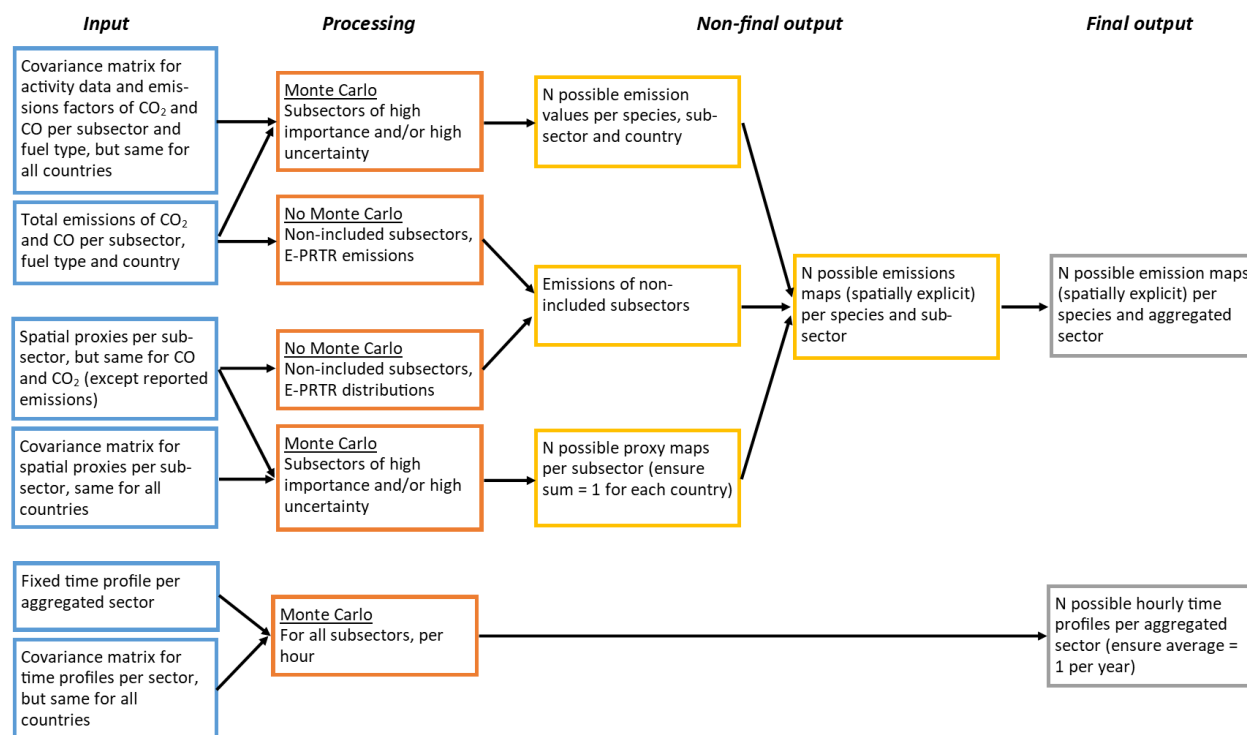 Input
Processing
Non-final output
Final output
Covariance matrix for
activity data and emis-
sions factors of CO₂ and
CO per subsector and
fuel type, but same for
all countries
Total emissions of CO₂
and CO per subsector,
fuel type and country
Spatial proxies per sub-
sector, but same for CO
and CO₂ (except reported
emissions)
Covariance matrix for
spatial proxies per sub-
sector, same for all
countries
Fixed time profile per
aggregated sector
Covariance matrix for
time profiles per sector,
but same for all
countries
Monte Carlo
Subsectors of high
importance and/or high
uncertainty
No Monte Carlo
Non-included subsectors,
E-PRTR emissions
No Monte Carlo
Non-included subsectors,
E-PRTR distributions
Monte Carlo
Subsectors of high
importance and/or high
uncertainty
Monte Carlo
For all subsectors, per
hour
N possible emission
values per species, sub-
sector and country
Emissions of non-
included subsectors
N possible proxy maps
per subsector (ensure
sum = 1 for each country)
N possible emissions
maps (spatially explicit)
per species and sub-
sector
N possible emission maps
(spatially explicit) per
species and aggregated
sector
N possible hourly time
profiles per aggregated
sector (ensure average =
1 per year)